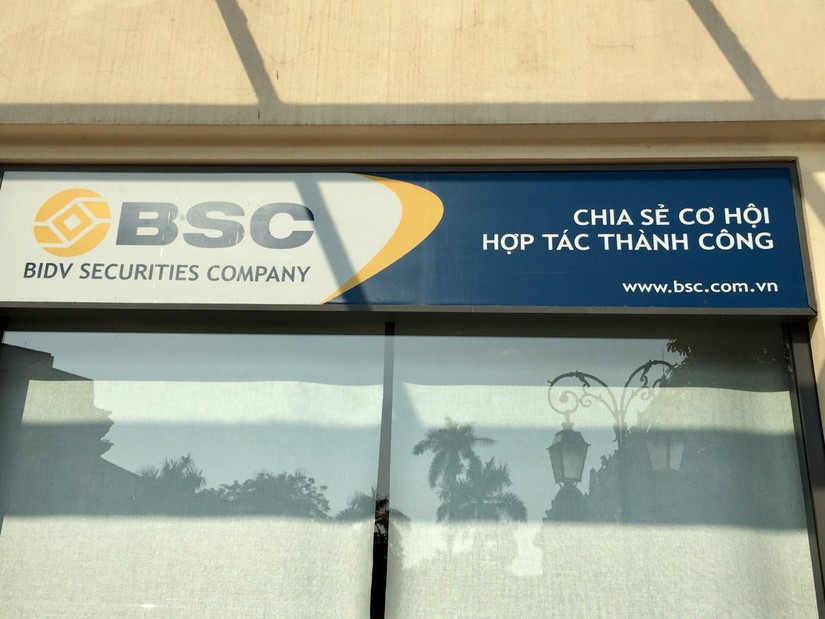 BSC
BIDV SECURITIES COMPANY
CHIA SẺ CƠ HỘI
HỢP TÁC THÀNH CÔNG
www.bsc.com.vn